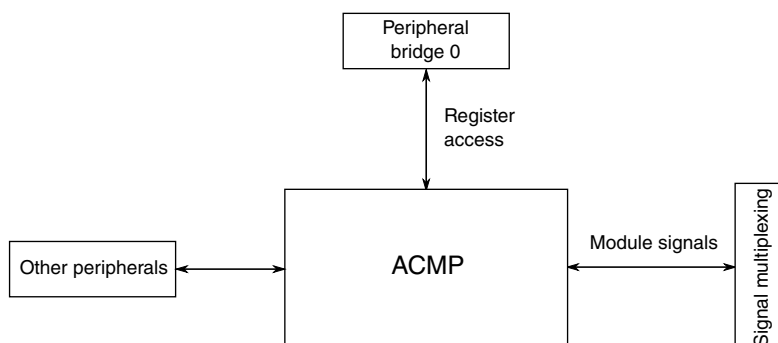 Peripheral
bridge 0
Register
access
Other peripherals
ACMP
Module signals
Signal multiplexing